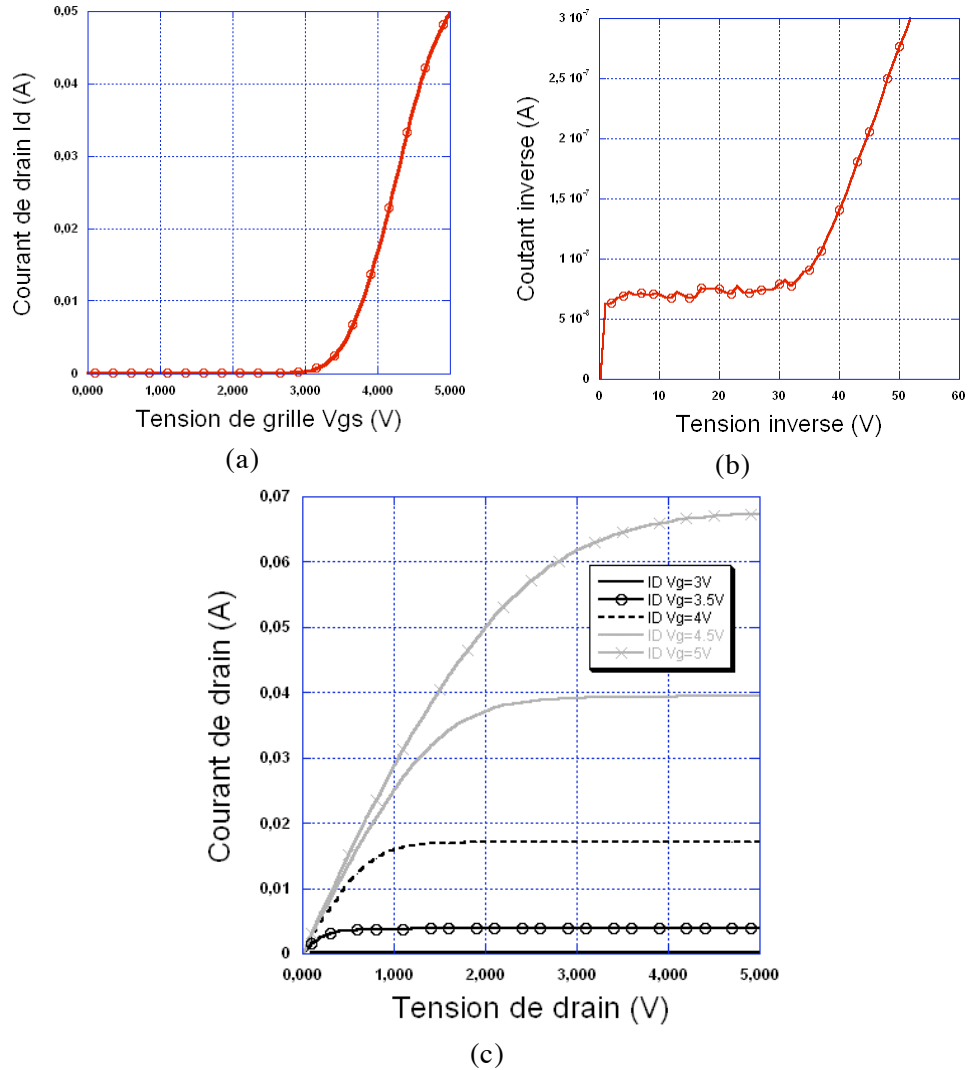 0,05
0,04
0,03
0,02
0,01
0
0,000 1,000 2,000 3,000 4,000 5,000
Courant de drain Id (A)
Tension de grille Vgs (V)
(a)
3 10⁻⁷
2,5 10⁻⁷
2 10⁻⁷
1,5 10⁻⁷
1 10⁻⁷
5 10⁻⁸
0
0 10 20 30 40 50 60
Coutant inverse (A)
Tension inverse (V)
(b)
0,07
0,06
0,05
0,04
0,03
0,02
0,01
0
0,000 1,000 2,000 3,000 4,000 5,000
Courant de drain (A)
Tension de drain (V)
ID Vg=3V
ID Vg=3.5V
ID Vg=4V
ID Vg=4.5V
ID Vg=5V
(c)